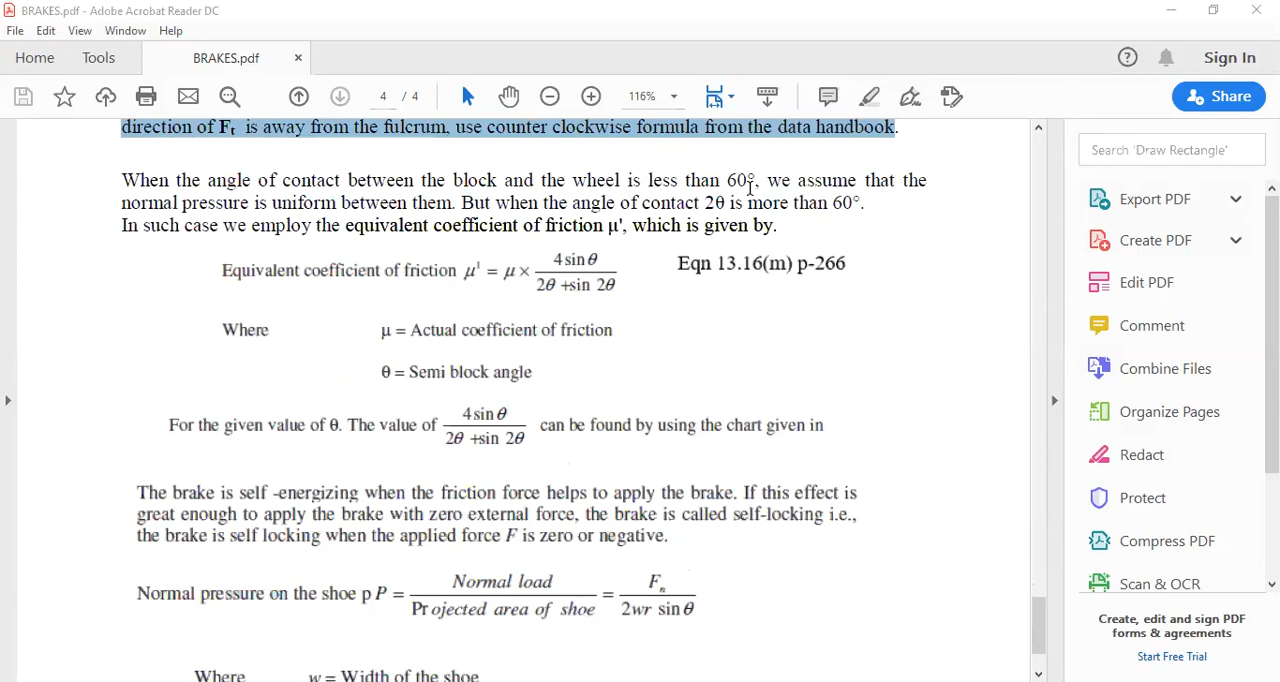 BRAKES.pdf - Adobe Acrobat Reader DC
File Edit View Window Help
Home Tools BRAKES.pdf × Sign In
4 / 4 116% Share
direction of Fₜ is away from the fulcrum, use counter clockwise formula from the data handbook.
When the angle of contact between the block and the wheel is less than 60°, we assume that the
normal pressure is uniform between them. But when the angle of contact 2θ is more than 60°.
In such case we employ the equivalent coefficient of friction μ', which is given by.
Equivalent coefficient of friction μ¹ = μ × 4 sin θ / 2θ + sin 2θ Eqn 13.16(m) p-266
Where μ = Actual coefficient of friction
θ = Semi block angle
For the given value of θ. The value of 4 sin θ / 2θ + sin 2θ can be found by using the chart given in
The brake is self -energizing when the friction force helps to apply the brake. If this effect is
great enough to apply the brake with zero external force, the brake is called self-locking i.e.,
the brake is self locking when the applied force F is zero or negative.
Normal pressure on the shoe p P = Normal load / Pr ojected area of shoe = Fₙ / 2wr sin θ
Where w = Width of the shoe
Search 'Draw Rectangle'
Export PDF
Create PDF
Edit PDF
Comment
Combine Files
Organize Pages
Redact
Protect
Compress PDF
Scan & OCR
Create, edit and sign PDF
forms & agreements
Start Free Trial